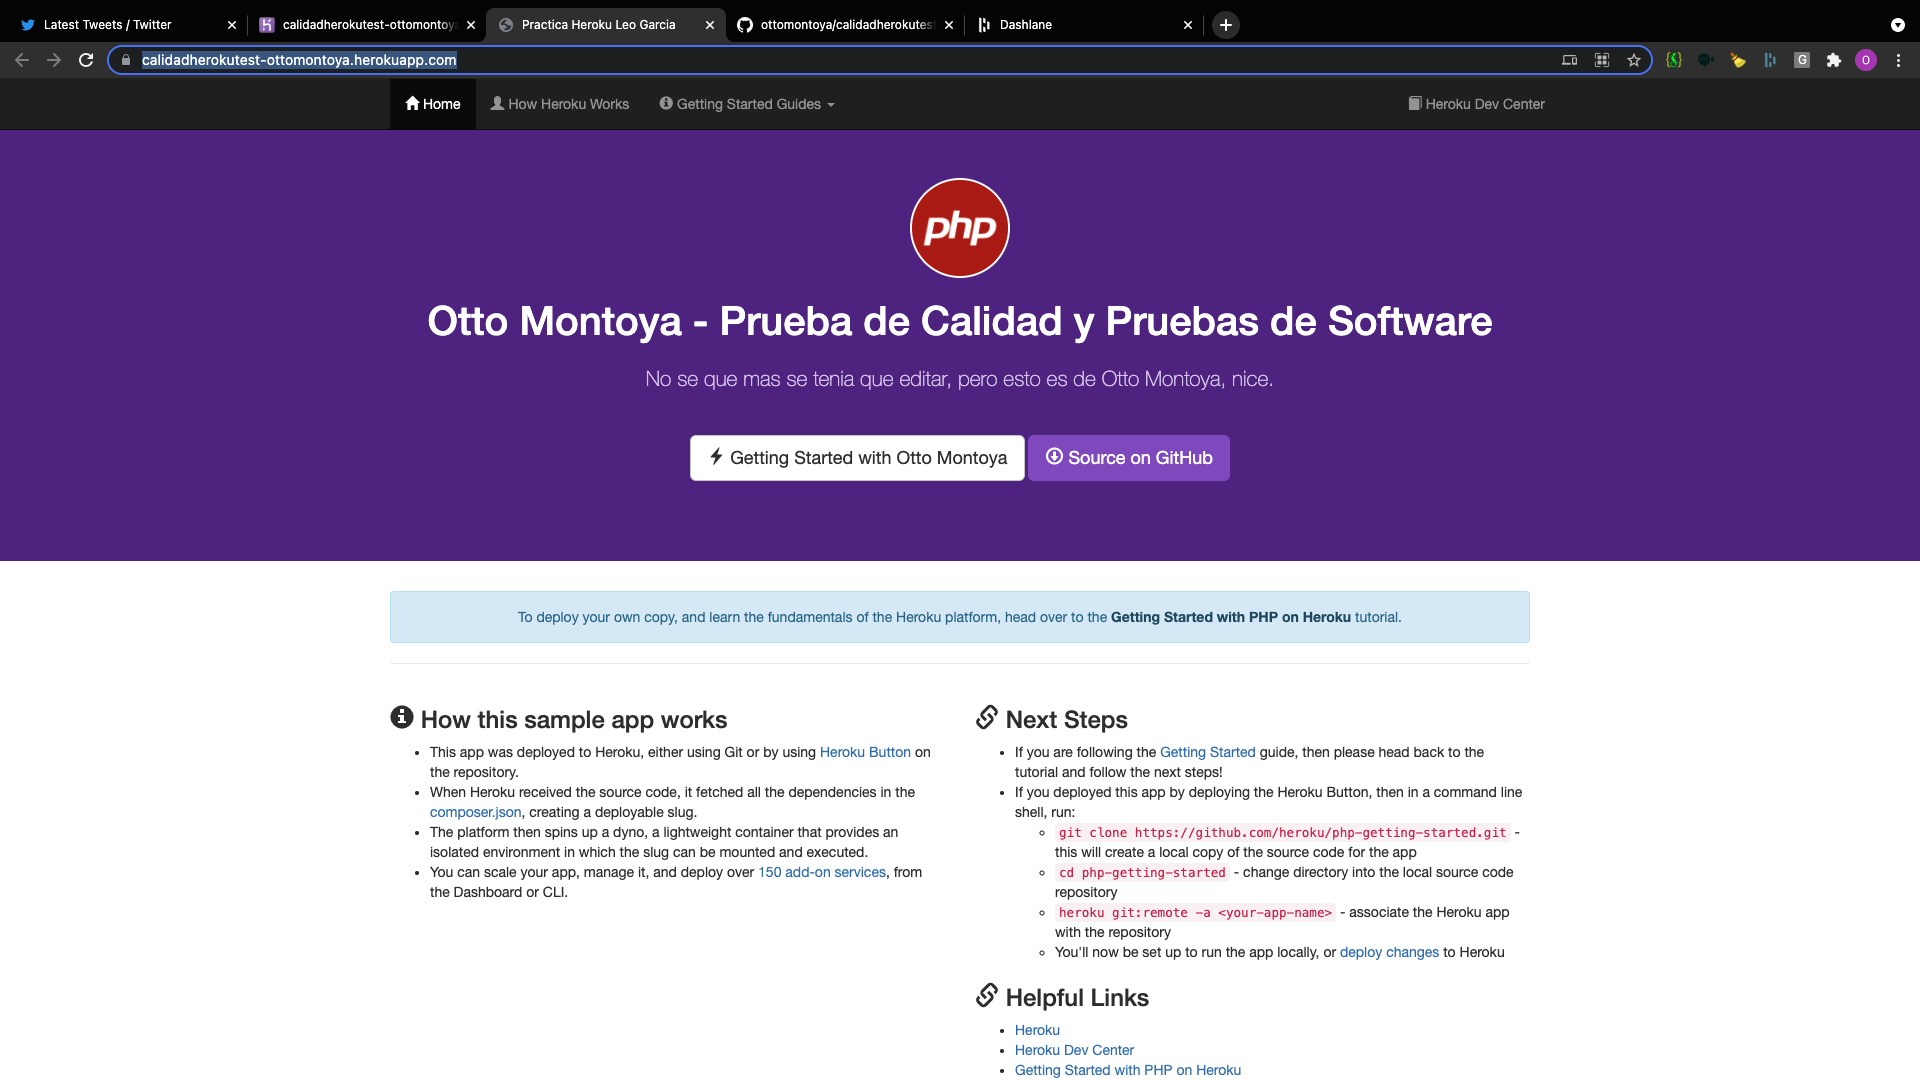 Latest Tweets / Twitter
calidadherokutest-ottomontoya
Practica Heroku Leo Garcia
ottomontoya/calidadherokutest
Dashlane
calidadherokutest-ottomontoya.herokuapp.com
G
O
Home
How Heroku Works
Getting Started Guides
Heroku Dev Center
php
Otto Montoya - Prueba de Calidad y Pruebas de Software
No se que mas se tenia que editar, pero esto es de Otto Montoya, nice.
Getting Started with Otto Montoya
Source on GitHub
To deploy your own copy, and learn the fundamentals of the Heroku platform, head over to the Getting Started with PHP on Heroku tutorial.
How this sample app works
This app was deployed to Heroku, either using Git or by using Heroku Button on
the repository.
When Heroku received the source code, it fetched all the dependencies in the
composer.json, creating a deployable slug.
The platform then spins up a dyno, a lightweight container that provides an
isolated environment in which the slug can be mounted and executed.
You can scale your app, manage it, and deploy over 150 add-on services, from
the Dashboard or CLI.
Next Steps
If you are following the Getting Started guide, then please head back to the
tutorial and follow the next steps!
If you deployed this app by deploying the Heroku Button, then in a command line
shell, run:
git clone https://github.com/heroku/php-getting-started.git -
this will create a local copy of the source code for the app
cd php-getting-started - change directory into the local source code
repository
heroku git:remote -a <your-app-name> - associate the Heroku app
with the repository
You'll now be set up to run the app locally, or deploy changes to Heroku
Helpful Links
Heroku
Heroku Dev Center
Getting Started with PHP on Heroku